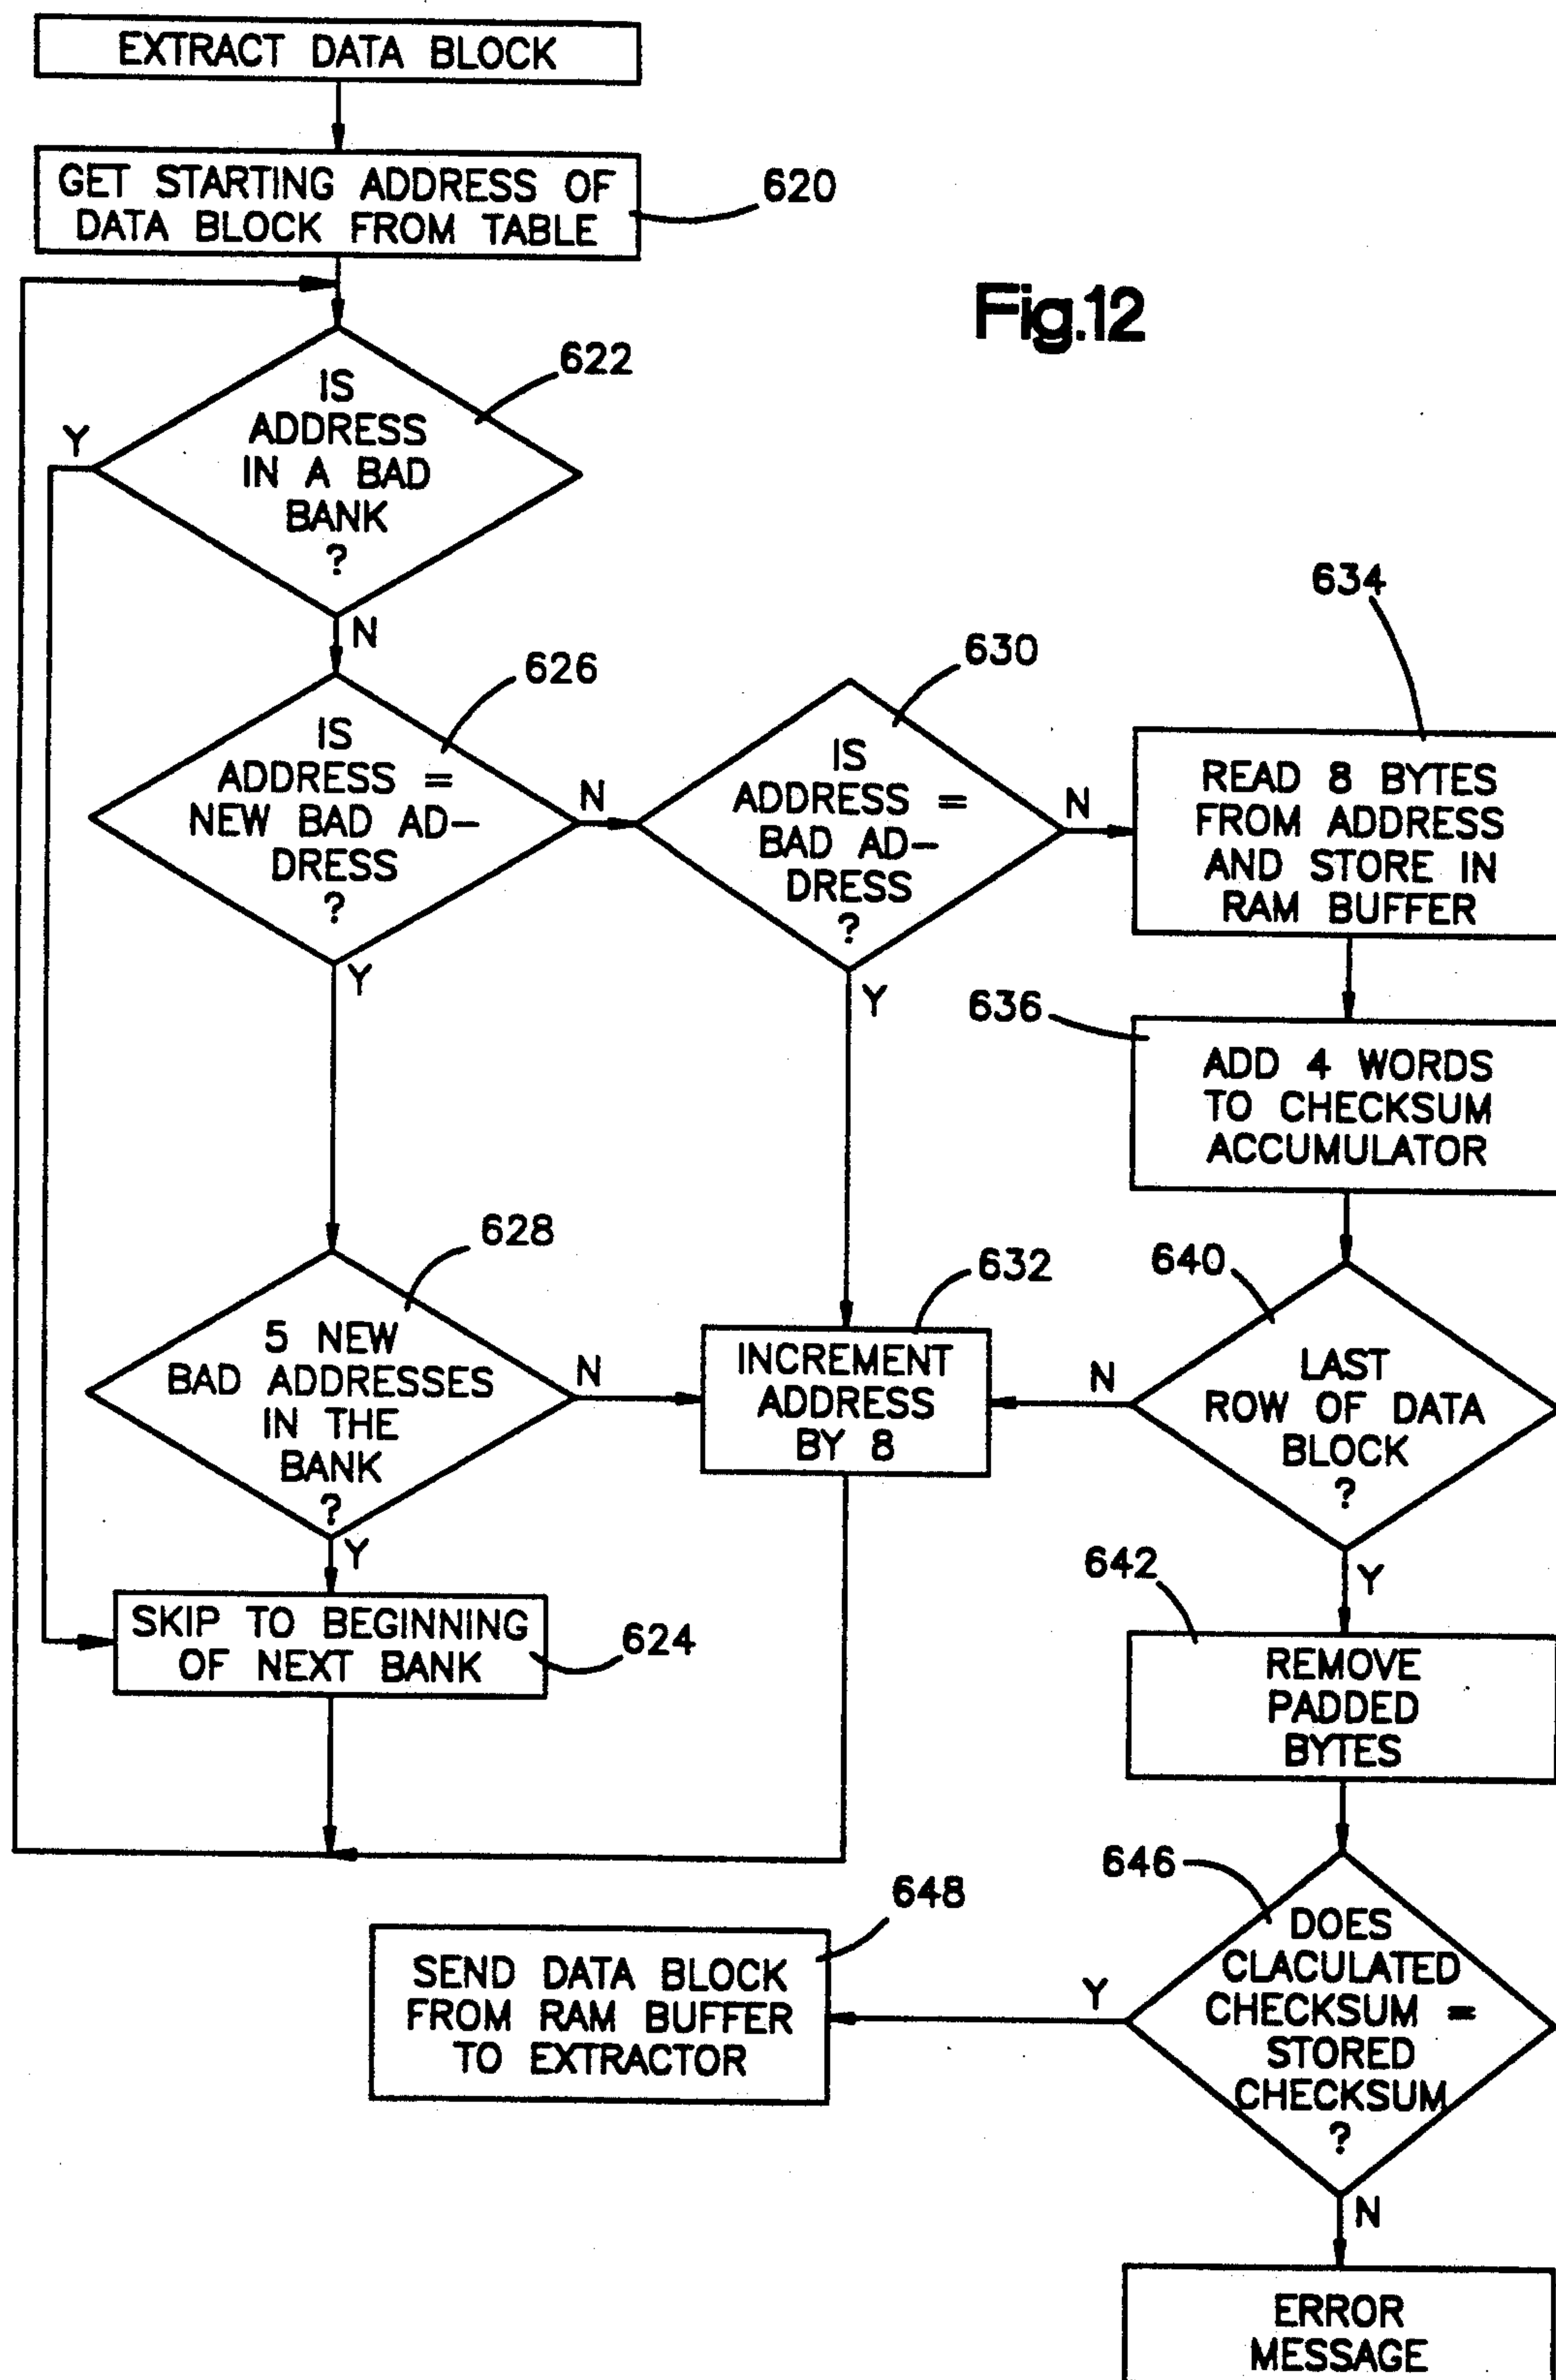 EXTRACT DATA BLOCK
GET STARTING ADDRESS OF
DATA BLOCK FROM TABLE
620
Fig.12
622
IS
ADDRESS
IN A BAD
BANK
?
Y
N
626
IS
ADDRESS =
NEW BAD AD-
DRESS
?
N
Y
630
IS
ADDRESS =
BAD AD-
DRESS
?
N
Y
634
READ 8 BYTES
FROM ADDRESS
AND STORE IN
RAM BUFFER
636
ADD 4 WORDS
TO CHECKSUM
ACCUMULATOR
628
5 NEW
BAD ADDRESSES
IN THE
BANK
?
N
Y
632
INCREMENT
ADDRESS
BY 8
640
LAST
ROW OF DATA
BLOCK
?
N
Y
SKIP TO BEGINNING
OF NEXT BANK
624
642
REMOVE
PADDED
BYTES
646
DOES
CLACULATED
CHECKSUM =
STORED
CHECKSUM
?
Y
N
648
SEND DATA BLOCK
FROM RAM BUFFER
TO EXTRACTOR
ERROR
MESSAGE